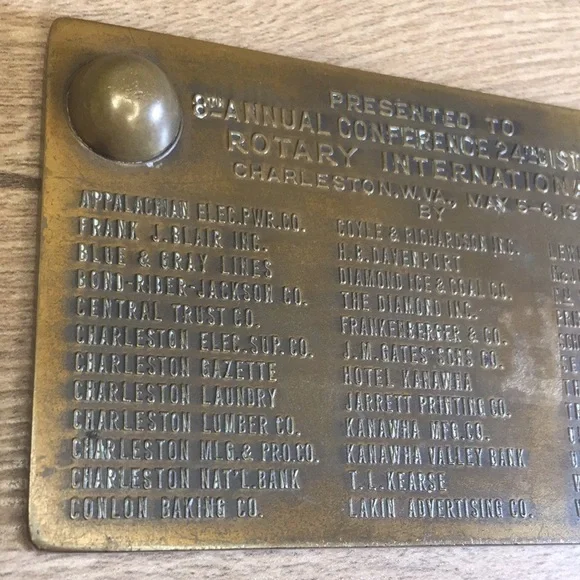 PRESENTED TO
8TH ANNUAL CONFERENCE 24TH DIST
ROTARY INTERNATIONA
CHARLESTON, W.VA., MAY 5-8, 19
BY
APPALACHIAN ELEC. PWR. CO.
FRANK J. BLAIR INC.
BLUE & GRAY LINES
BOND-RIBER-JACKSON CO.
CENTRAL TRUST CO.
CHARLESTON ELEC. SUP. CO.
CHARLESTON GAZETTE
CHARLESTON LAUNDRY
CHARLESTON LUMBER CO.
CHARLESTON MLG. & PRO. CO.
CHARLESTON NAT'L. BANK
CONLON BAKING CO.
COYLE & RICHARDSON INC.
H.B. DAVENPORT
DIAMOND ICE & COAL CO.
THE DIAMOND INC.
FRANKENBERGER & CO.
J.M. GATES' SONS CO.
HOTEL KANAWHA
JARRETT PRINTING CO.
KANAWHA MFG. CO.
KANAWHA VALLEY BANK
T.L. KEARSE
LAKIN ADVERTISING CO.